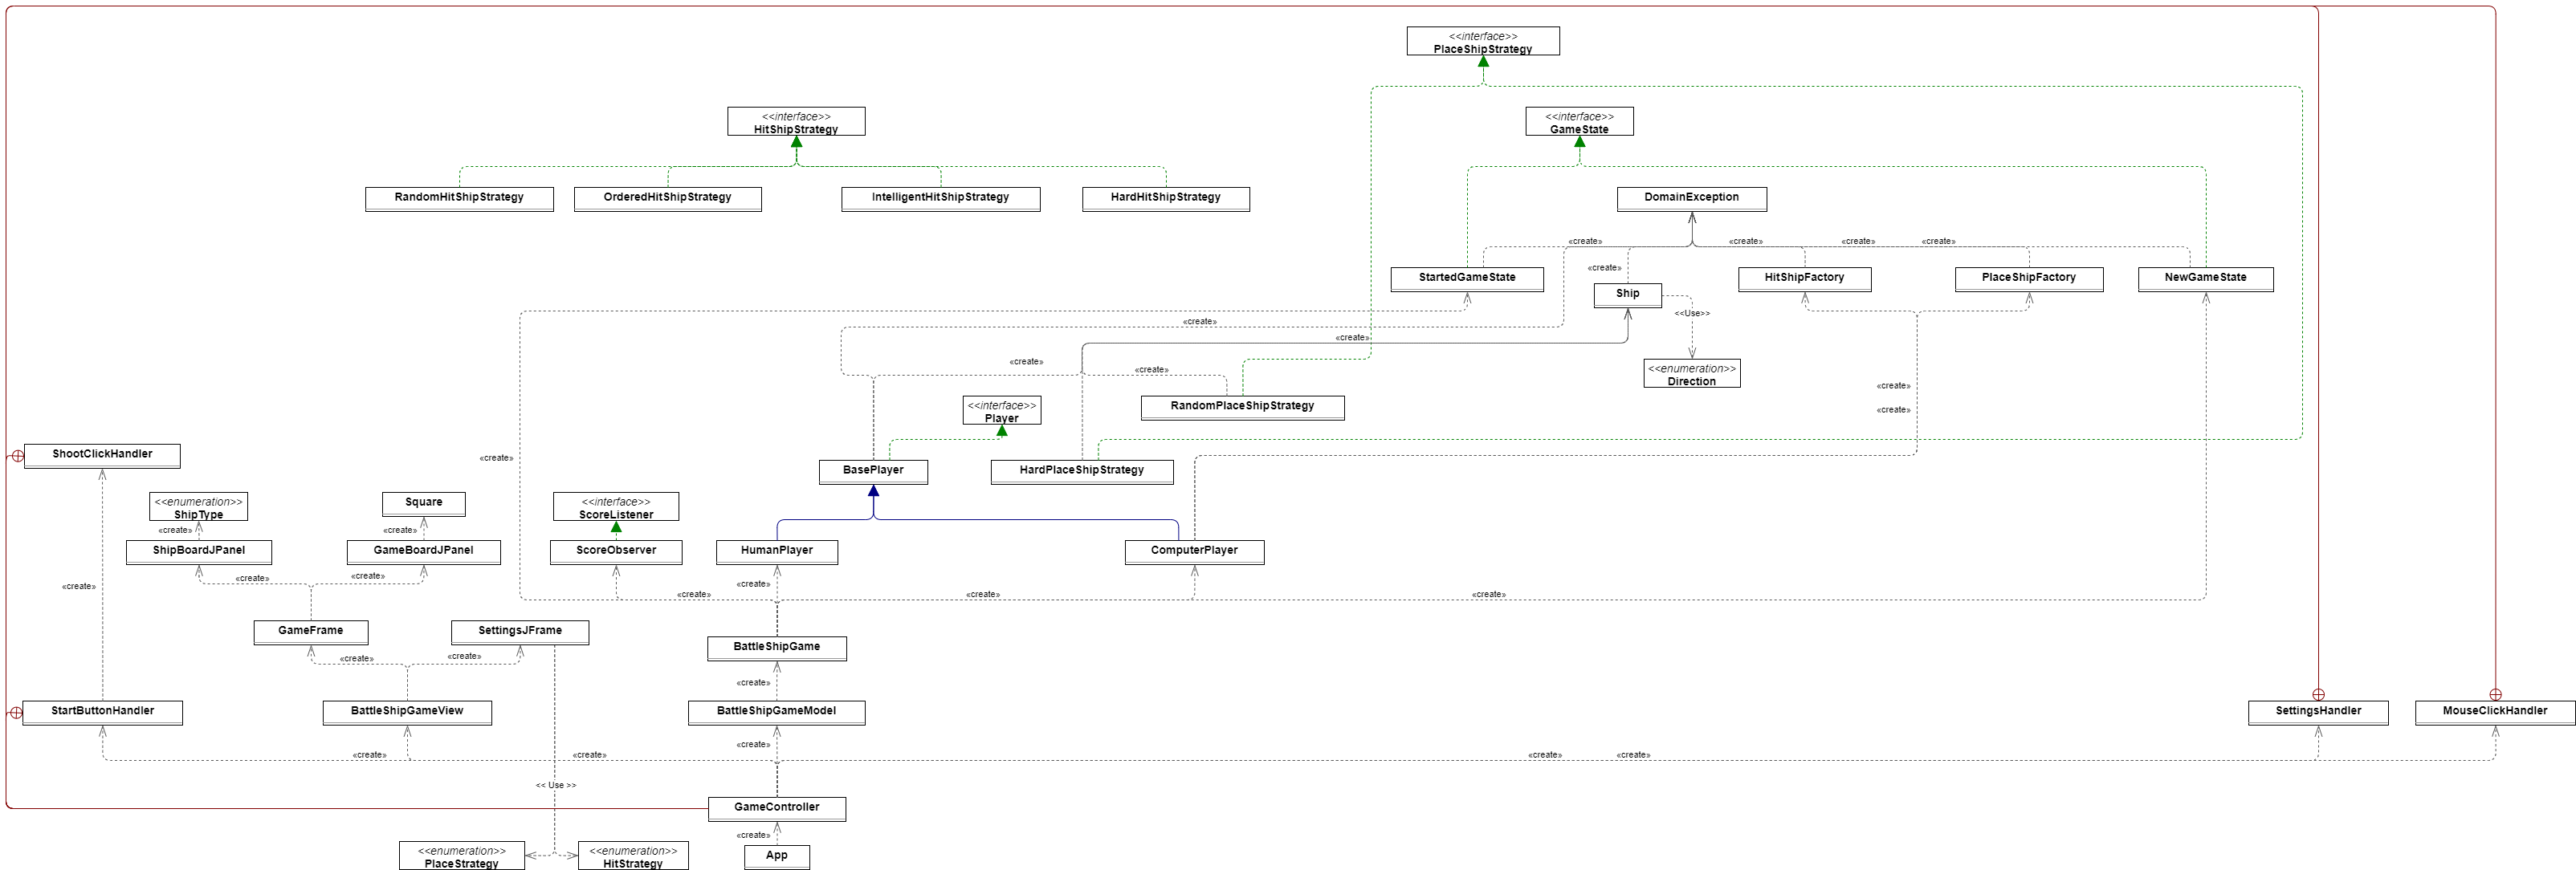 <<interface>>
PlaceShipStrategy
<<interface>>
HitShipStrategy
<<interface>>
GameState
RandomHitShipStrategy
OrderedHitShipStrategy
IntelligentHitShipStrategy
HardHitShipStrategy
DomainException
«create»
«create»
«create»
«create»
«create»
StartedGameState
Ship
HitShipFactory
PlaceShipFactory
NewGameState
<<Use>>
«create»
«create»
«create»
«create»
<<enumeration>>
Direction
«create»
«create»
<<interface>>
Player
RandomPlaceShipStrategy
ShootClickHandler
«create»
BasePlayer
HardPlaceShipStrategy
<<enumeration>>
ShipType
Square
<<interface>>
ScoreListener
«create»
«create»
ShipBoardJPanel
GameBoardJPanel
ScoreObserver
HumanPlayer
ComputerPlayer
«create»
«create»
«create»
«create»
«create»
«create»
«create»
GameFrame
SettingsJFrame
BattleShipGame
«create»
«create»
«create»
StartButtonHandler
BattleShipGameView
BattleShipGameModel
SettingsHandler
MouseClickHandler
«create»
«create»
«create»
«create»
«create»
<< Use >>
GameController
«create»
<<enumeration>>
PlaceStrategy
<<enumeration>>
HitStrategy
App